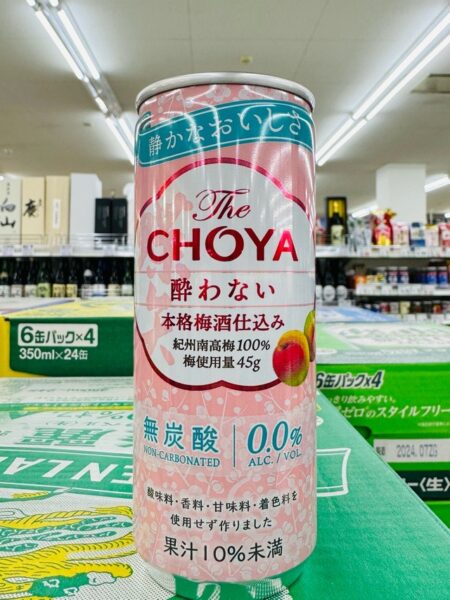 静かなおいしさ
The
CHOYA
酔わない
本格梅酒仕込み
紀州南高梅100%
梅使用量45g
無炭酸
NON-CARBONATED
0.0%
ALC./VOL.
酸味料・香料・甘味料・着色料を
使用せず作りました
果汁10%未満
白山
6缶パック×4
350ml×24缶
6缶パック×4
ゼロのスタイルフリー